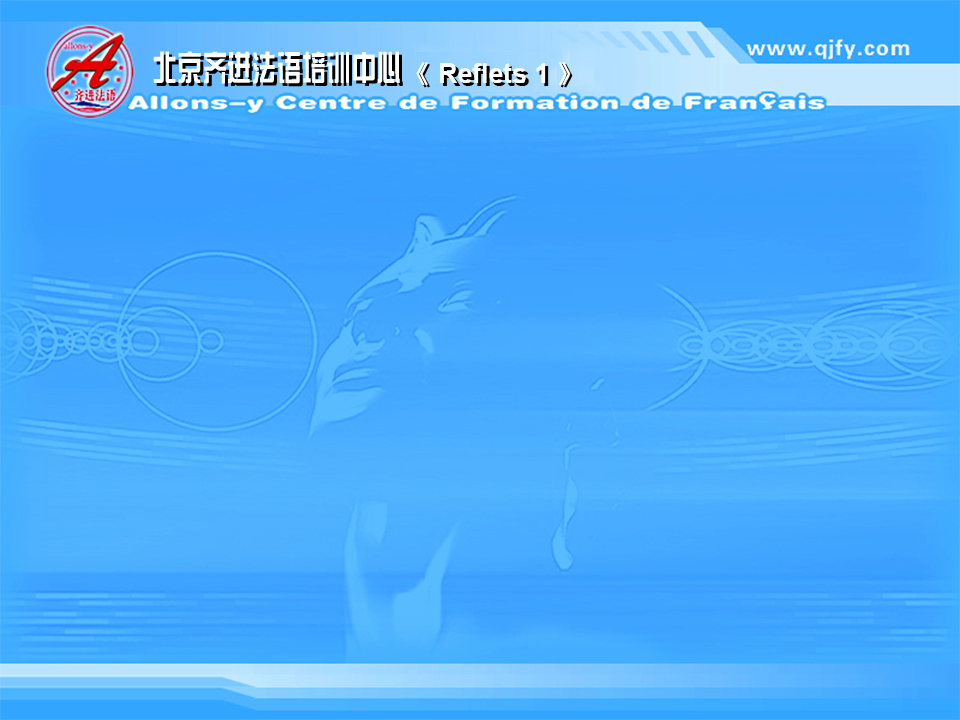 allons-y
A
齐进法语
北京齐进法语培训中心《 Reflets 1 》
www.qjfy.com
Allons-y Centre de Formation de Français